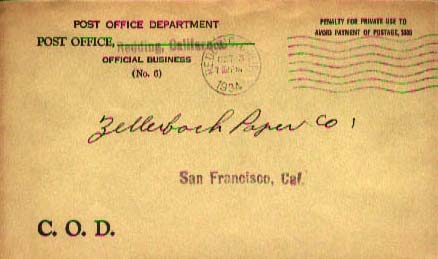 POST OFFICE DEPARTMENT
POST OFFICE, Redding, California
OFFICIAL BUSINESS
(No. 6)
PENALTY FOR PRIVATE USE TO
AVOID PAYMENT OF POSTAGE, $300
1934
Zellerbach Paper Co,
San Francisco, Cal.
C. O. D.